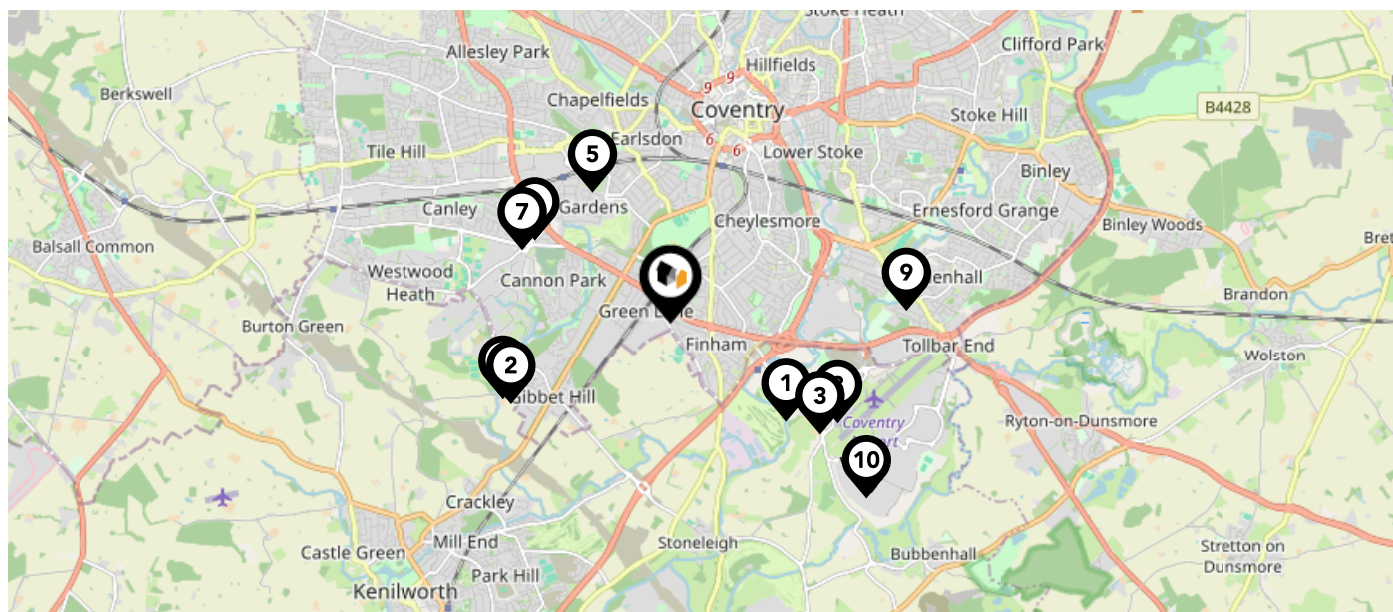 Stoke Heath
Allesley Park
Clifford Park
Hillfields
9
9
Berkswell
Chapelfields
Coventry
B4428
Stoke Hill
Earlsdon
6
6
Lower Stoke
Tile Hill
5
Binley
7
Canley
Gardens
Cheylesmore
Ernesford Grange
Binley Woods
Balsall Common
Westwood
Heath
Cannon Park
9
enhall
Brandon
Green L
e
Burton Green
Finham
Tollbar End
Wolston
2
1
3
Gibbet Hill
Coventry
Ryton-on-Dunsmore
10
Crackley
Mill End
Castle Green
Stoneleigh
Bubbenhall
Stretton on
Dunsmore
Park Hill
Kenilworth